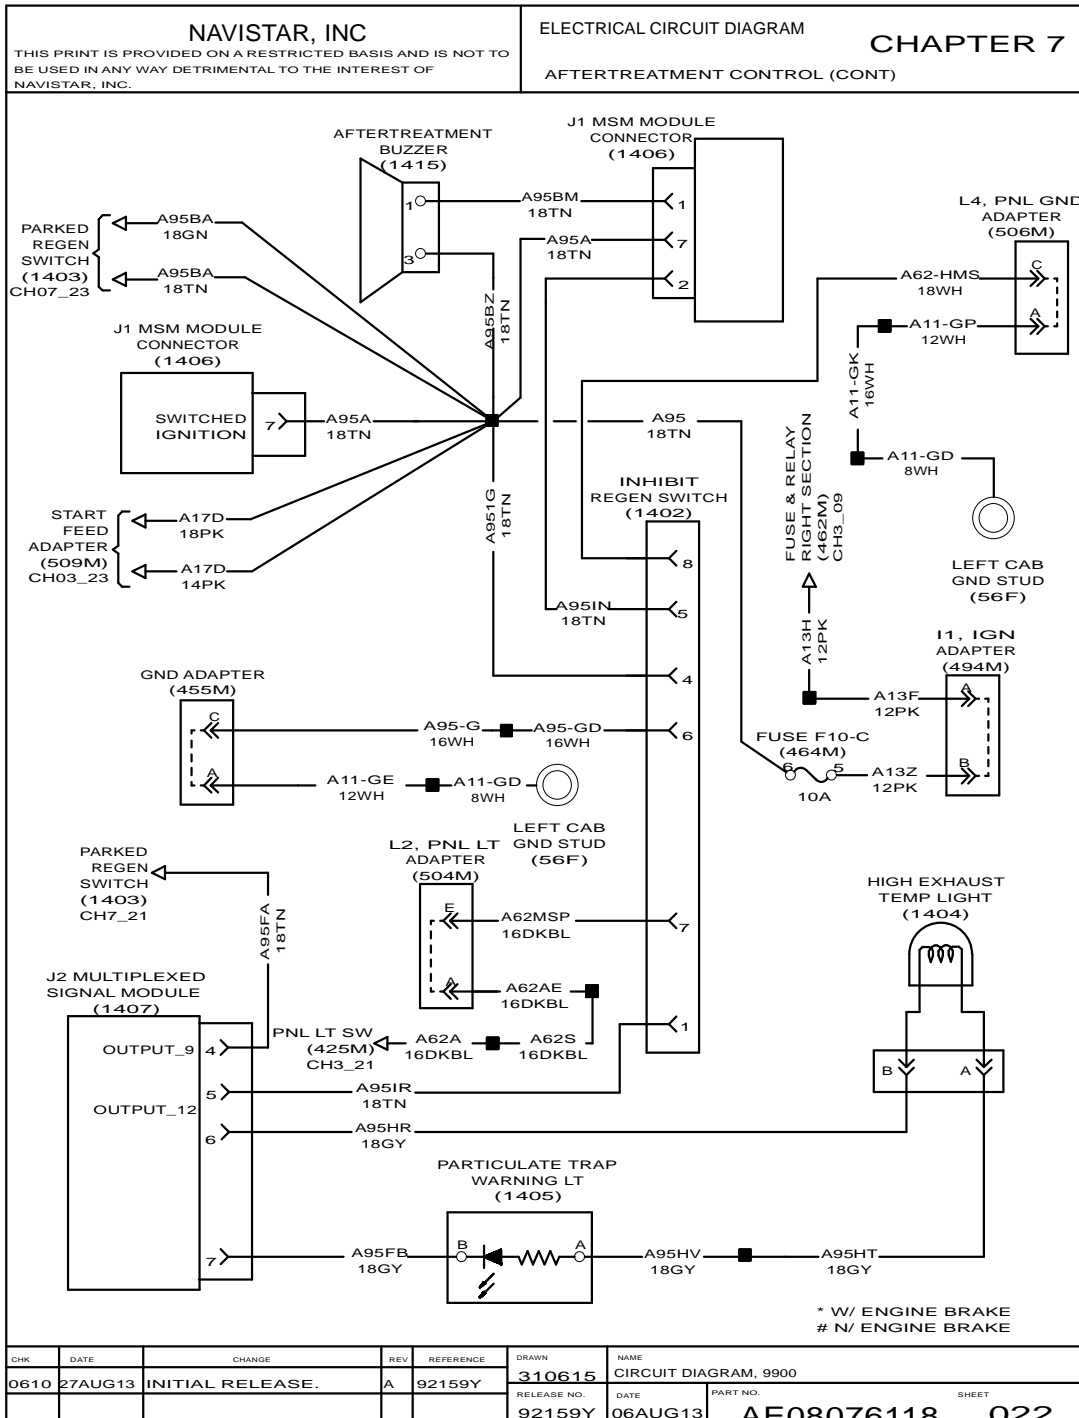 NAVISTAR, INC
THIS PRINT IS PROVIDED ON A RESTRICTED BASIS AND IS NOT TO
BE USED IN ANY WAY DETRIMENTAL TO THE INTEREST OF
NAVISTAR, INC.
ELECTRICAL CIRCUIT DIAGRAM
CHAPTER 7
AFTERTREATMENT CONTROL (CONT)
AFTERTREATMENT
BUZZER
(1415)
1
3
J1 MSM MODULE
CONNECTOR
(1406)
1
7
2
A95BM
18TN
A95A
18TN
L4, PNL GND
ADAPTER
(506M)
C
A
A62-HMS
18WH
A11-GP
12WH
A11-GK
16WH
A11-GD
8WH
LEFT CAB
GND STUD
(56F)
PARKED
REGEN
SWITCH
(1403)
CH07_23
A95BA
18GN
A95BA
18TN
A95BZ
18TN
J1 MSM MODULE
CONNECTOR
(1406)
SWITCHED
IGNITION
7
A95A
18TN
A95
18TN
START
FEED
ADAPTER
(509M)
CH03_23
A17D
18PK
A17D
14PK
A951G
18TN
INHIBIT
REGEN SWITCH
(1402)
8
5
4
6
7
1
A95IN
18TN
FUSE & RELAY
RIGHT SECTION
(462M)
CH3_09
A13H
12PK
I1, IGN
ADAPTER
(494M)
A
B
A13F
12PK
A13Z
12PK
FUSE F10-C
(464M)
6
5
10A
GND ADAPTER
(455M)
C
A
A95-G
16WH
A95-GD
16WH
A11-GE
12WH
A11-GD
8WH
LEFT CAB
GND STUD
(56F)
L2, PNL LT
ADAPTER
(504M)
E
A
A62MSP
16DKBL
A62AE
16DKBL
PNL LT SW
(425M)
CH3_21
A62A
16DKBL
A62S
16DKBL
PARKED
REGEN
SWITCH
(1403)
CH7_21
A95FA
18TN
J2 MULTIPLEXED
SIGNAL MODULE
(1407)
OUTPUT_9
4
5
OUTPUT_12
6
7
A95IR
18TN
A95HR
18GY
HIGH EXHAUST
TEMP LIGHT
(1404)
B
A
PARTICULATE TRAP
WARNING LT
(1405)
B
A
A95FB
18GY
A95HV
18GY
A95HT
18GY
* W/ ENGINE BRAKE
# N/ ENGINE BRAKE
CHK DATE CHANGE REV REFERENCE
0610 27AUG13 INITIAL RELEASE. A 92159Y
DRAWN
310615
NAME
CIRCUIT DIAGRAM, 9900
RELEASE NO.
92159Y
DATE
06AUG13
PART NO.
AE08076118
SHEET
022